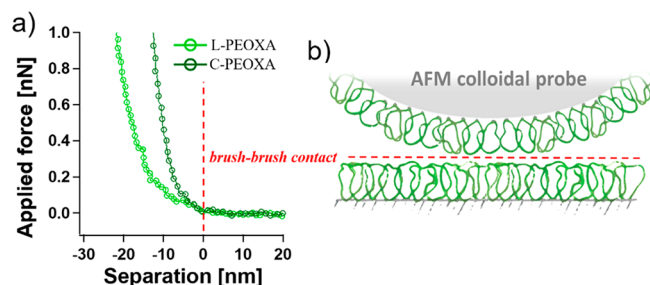 a)
Applied force [nN]
1.0
0.8
0.6
0.4
0.2
0.0
L-PEOXA
C-PEOXA
brush-brush contact
-30 -20 -10 0 10 20
Separation [nm]
b)
AFM colloidal probe